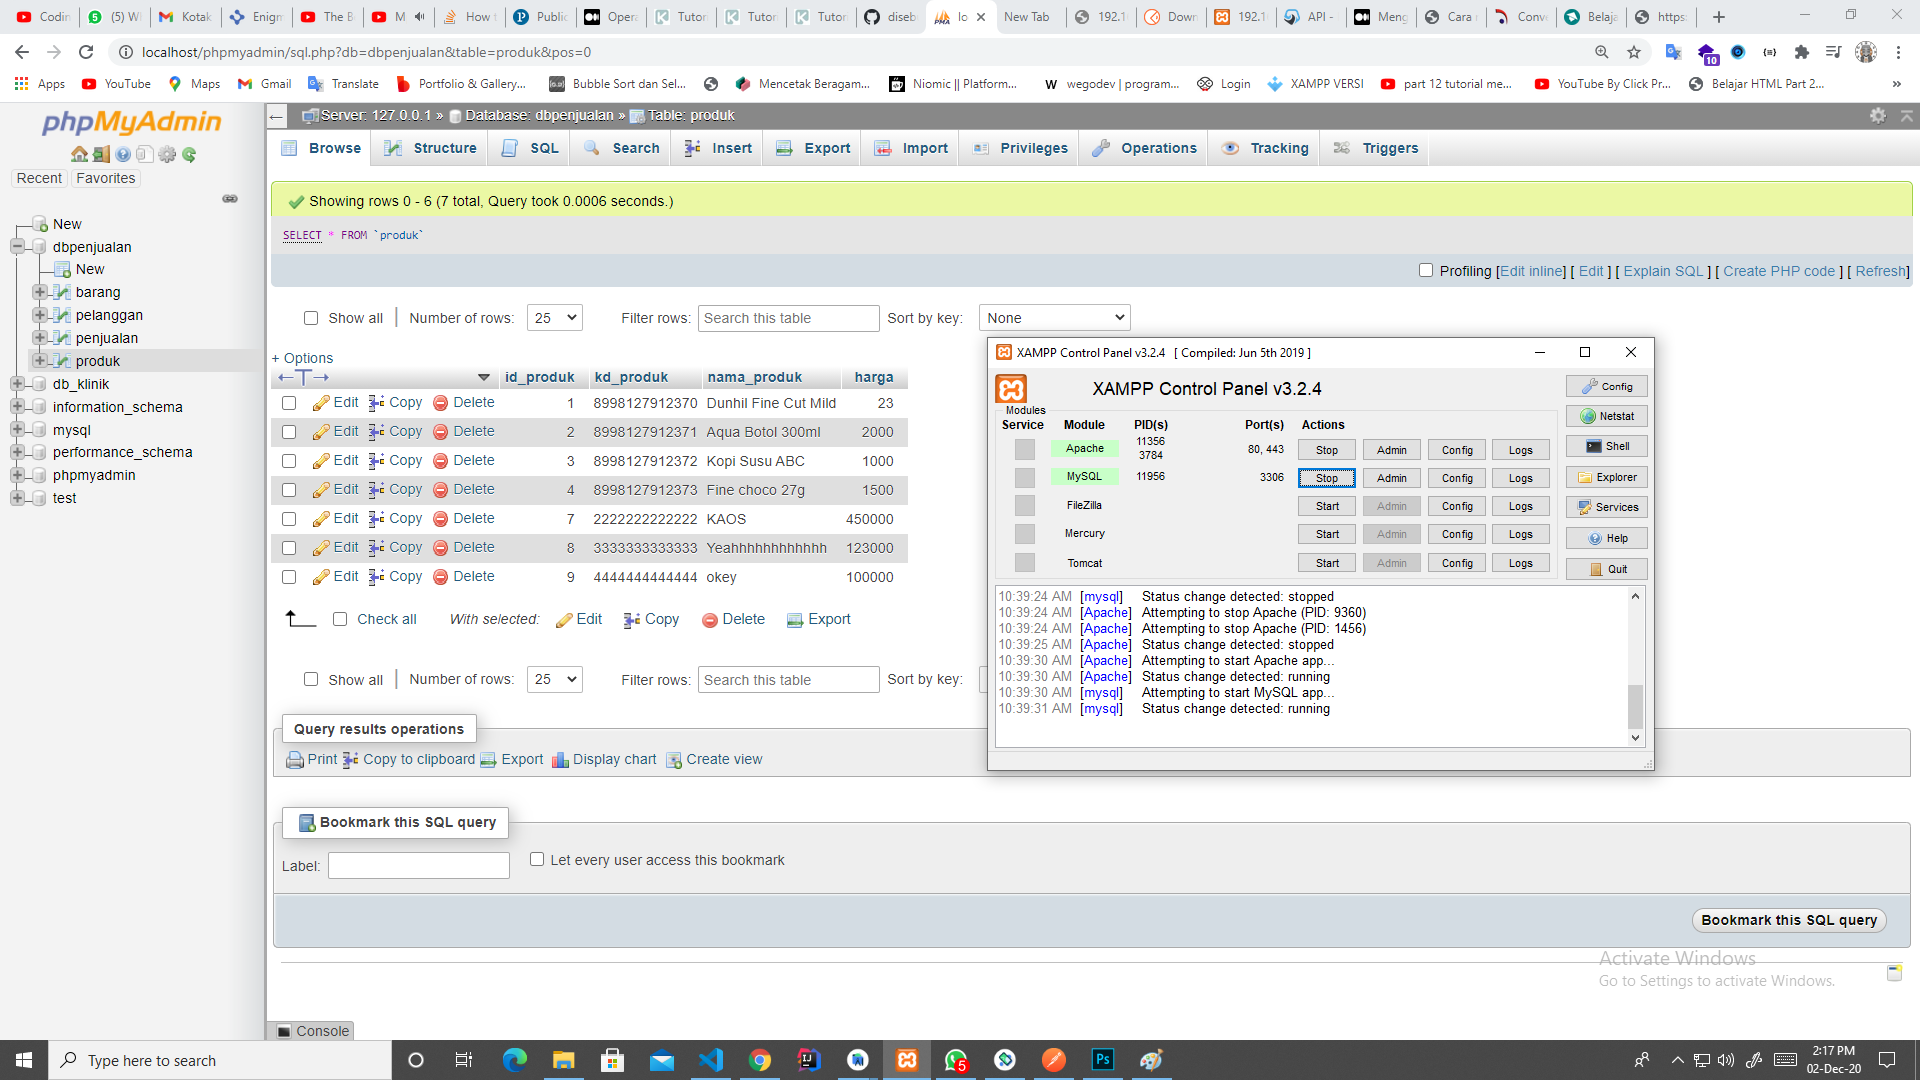 Codin
(5) W
Kotak
Enigm
The B
M
How t
Public
Opera
Tutor
Tutor
Tutor
diseb
lo
New Tab
192.1
Down
192.1
API -
Meng
Cara
Conve
Belaja
https:
localhost/phpmyadmin/sql.php?db=dbpenjualan&table=produk&pos=0
10
Apps
YouTube
Maps
Gmail
Translate
Portfolio & Gallery...
Bubble Sort dan Sel...
Mencetak Beragam...
Niomic || Platform...
wegodev | program...
Login
XAMPP VERSI
part 12 tutorial me...
YouTube By Click Pr...
Belajar HTML Part 2...
»
phpMyAdmin
Recent Favorites
New
dbpenjualan
New
barang
pelanggan
penjualan
produk
db_klinik
information_schema
mysql
performance_schema
phpmyadmin
test
Server: 127.0.0.1 » Database: dbpenjualan » Table: produk
Browse Structure SQL Search Insert Export Import Privileges Operations Tracking Triggers
Showing rows 0 - 6 (7 total, Query took 0.0006 seconds.)
SELECT * FROM `produk`
Profiling [Edit inline] [ Edit ] [ Explain SQL ] [ Create PHP code ] [ Refresh]
Show all | Number of rows: 25 Filter rows: Search this table Sort by key: None
+ Options
id_produk kd_produk nama_produk harga
Edit Copy Delete 1 8998127912370 Dunhil Fine Cut Mild 23
Edit Copy Delete 2 8998127912371 Aqua Botol 300ml 2000
Edit Copy Delete 3 8998127912372 Kopi Susu ABC 1000
Edit Copy Delete 4 8998127912373 Fine choco 27g 1500
Edit Copy Delete 7 2222222222222 KAOS 450000
Edit Copy Delete 8 3333333333333 Yeahhhhhhhhhhhh 123000
Edit Copy Delete 9 4444444444444 okey 100000
Check all With selected: Edit Copy Delete Export
Show all | Number of rows: 25 Filter rows: Search this table Sort by key:
Query results operations
Print Copy to clipboard Export Display chart Create view
Bookmark this SQL query
Label:
Let every user access this bookmark
Bookmark this SQL query
Console
XAMPP Control Panel v3.2.4 [ Compiled: Jun 5th 2019 ]
XAMPP Control Panel v3.2.4
Modules
Service Module PID(s) Port(s) Actions
Apache 11356 3784 80, 443 Stop Admin Config Logs
MySQL 11956 3306 Stop Admin Config Logs
FileZilla Start Admin Config Logs
Mercury Start Admin Config Logs
Tomcat Start Admin Config Logs
Config
Netstat
Shell
Explorer
Services
Help
Quit
10:39:24 AM [mysql] Status change detected: stopped
10:39:24 AM [Apache] Attempting to stop Apache (PID: 9360)
10:39:24 AM [Apache] Attempting to stop Apache (PID: 1456)
10:39:25 AM [Apache] Status change detected: stopped
10:39:30 AM [Apache] Attempting to start Apache app...
10:39:30 AM [Apache] Status change detected: running
10:39:30 AM [mysql] Attempting to start MySQL app...
10:39:31 AM [mysql] Status change detected: running
Activate Windows
Go to Settings to activate Windows.
Type here to search
Ps
5
2:17 PM
02-Dec-20